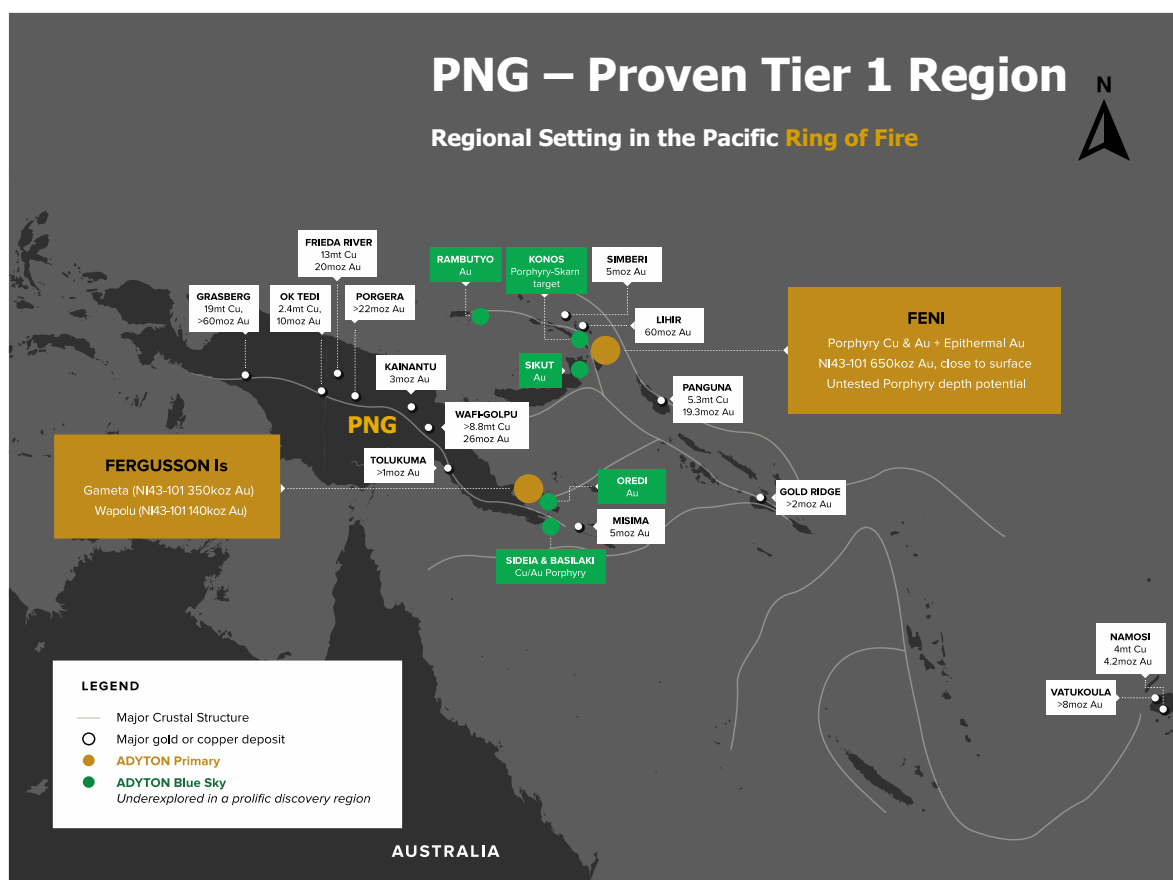 PNG – Proven Tier 1 Region
N
Regional Setting in the Pacific Ring of Fire
FRIEDA RIVER
13mt Cu
20moz Au
RAMBUTYO
Au
KONOS
Porphyry-Skarn
target
SIMBERI
5moz Au
GRASBERG
19mt Cu,
>60moz Au
OK TEDI
2.4mt Cu,
10moz Au
PORGERA
>22moz Au
LIHIR
60moz Au
FENI
Porphyry Cu & Au + Epithermal Au
NI43-101 650koz Au, close to surface
Untested Porphyry depth potential
KAINANTU
3moz Au
SIKUT
Au
PANGUNA
5.3mt Cu
19.3moz Au
WAFI-GOLPU
>8.8mt Cu
26moz Au
PNG
TOLUKUMA
>1moz Au
FERGUSSON Is
Gameta (NI43-101 350koz Au)
Wapolu (NI43-101 140koz Au)
OREDI
Au
GOLD RIDGE
>2moz Au
MISIMA
5moz Au
SIDEIA & BASILAKI
Cu/Au Porphyry
NAMOSI
4mt Cu
4.2moz Au
VATUKOULA
>8moz Au
LEGEND
Major Crustal Structure
Major gold or copper deposit
ADYTON Primary
ADYTON Blue Sky
Underexplored in a prolific discovery region
AUSTRALIA